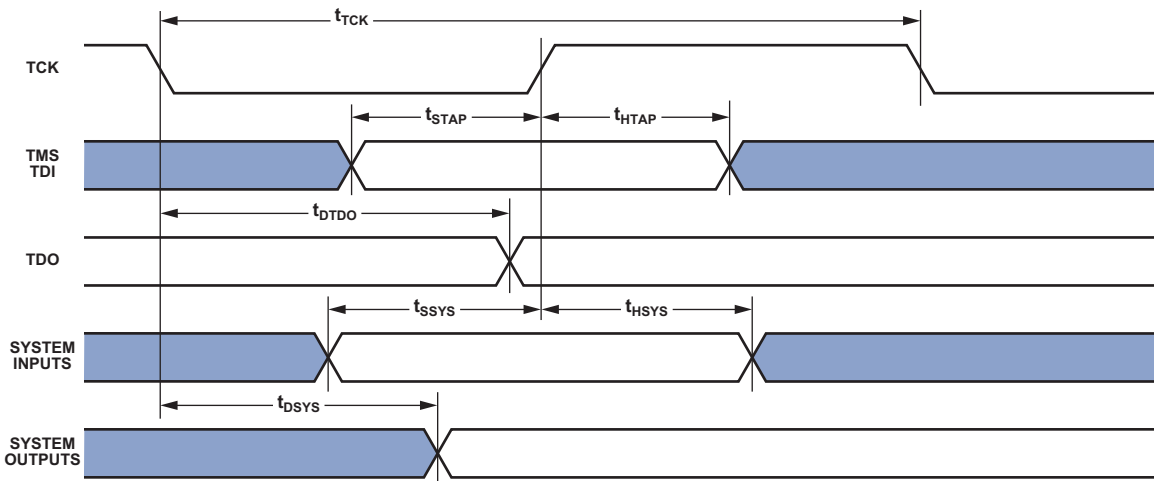 tTCK
TCK
tSTAP
tHTAP
TMS
TDI
tDTDO
TDO
tSSYS
tHSYS
SYSTEM
INPUTS
tDSYS
SYSTEM
OUTPUTS